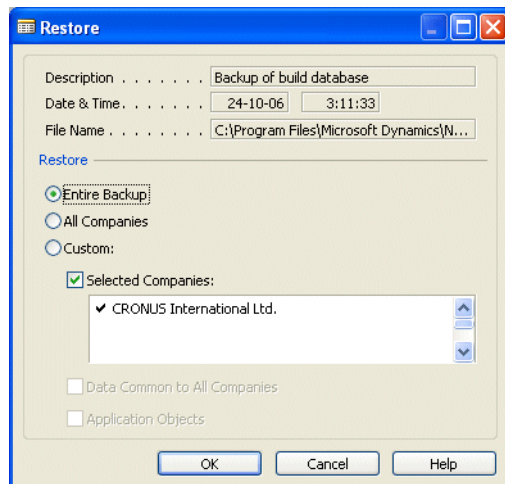 Restore
Description . . . . . . . Backup of build database
Date & Time. . . . . . . 24-10-06 3:11:33
File Name . . . . . . . . C:\Program Files\Microsoft Dynamics\N...
Restore
Entire Backup
All Companies
Custom:
Selected Companies:
CRONUS International Ltd.
Data Common to All Companies
Application Objects
OK Cancel Help